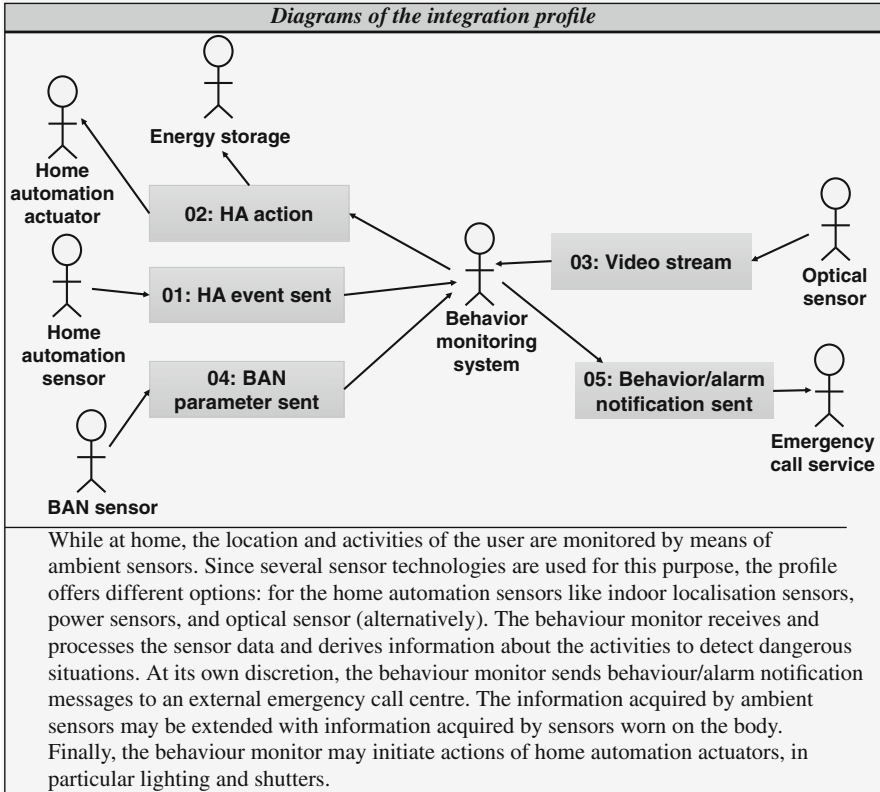 Diagrams of the integration profile
Energy storage
Home
automation
actuator
02: HA action
03: Video stream
Optical
sensor
01: HA event sent
Home
automation
sensor
Behavior
monitoring
system
04: BAN
parameter sent
05: Behavior/alarm
notification sent
Emergency
call service
BAN sensor
While at home, the location and activities of the user are monitored by means of
ambient sensors. Since several sensor technologies are used for this purpose, the profile
offers different options: for the home automation sensors like indoor localisation sensors,
power sensors, and optical sensor (alternatively). The behaviour monitor receives and
processes the sensor data and derives information about the activities to detect dangerous
situations. At its own discretion, the behaviour monitor sends behaviour/alarm notification
messages to an external emergency call centre. The information acquired by ambient
sensors may be extended with information acquired by sensors worn on the body.
Finally, the behaviour monitor may initiate actions of home automation actuators, in
particular lighting and shutters.